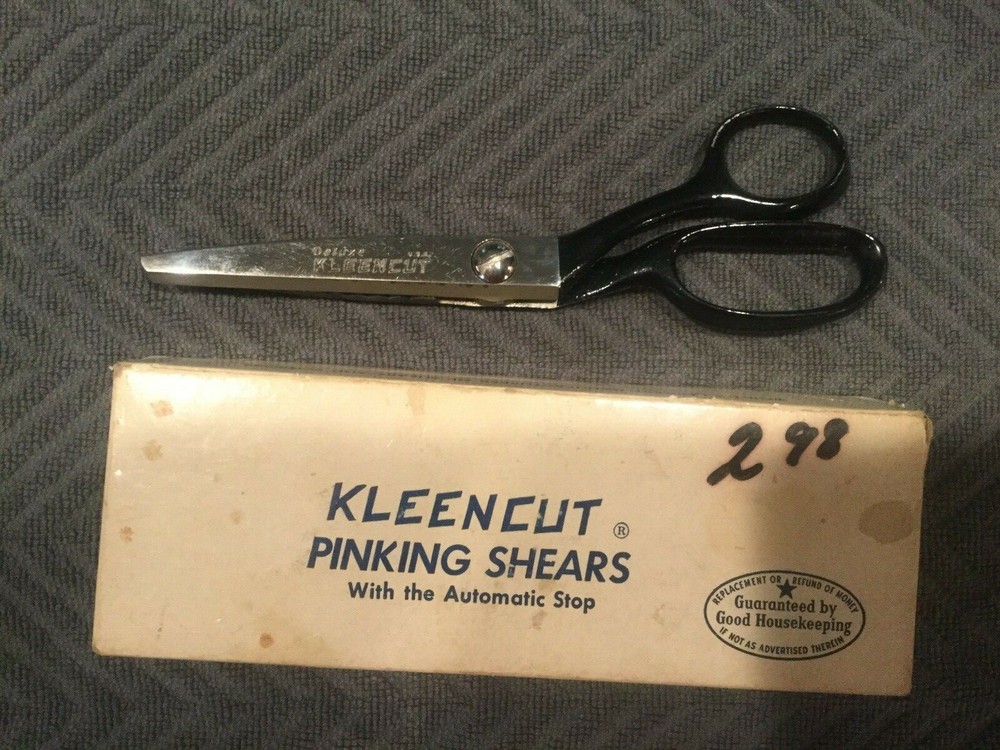 Deluxe
KLEENCUT
2 98
KLEENCUT ®
PINKING SHEARS
With the Automatic Stop
REPLACEMENT OR ★ REFUND OF MONEY
Guaranteed by
Good Housekeeping
IF NOT AS ADVERTISED THEREIN